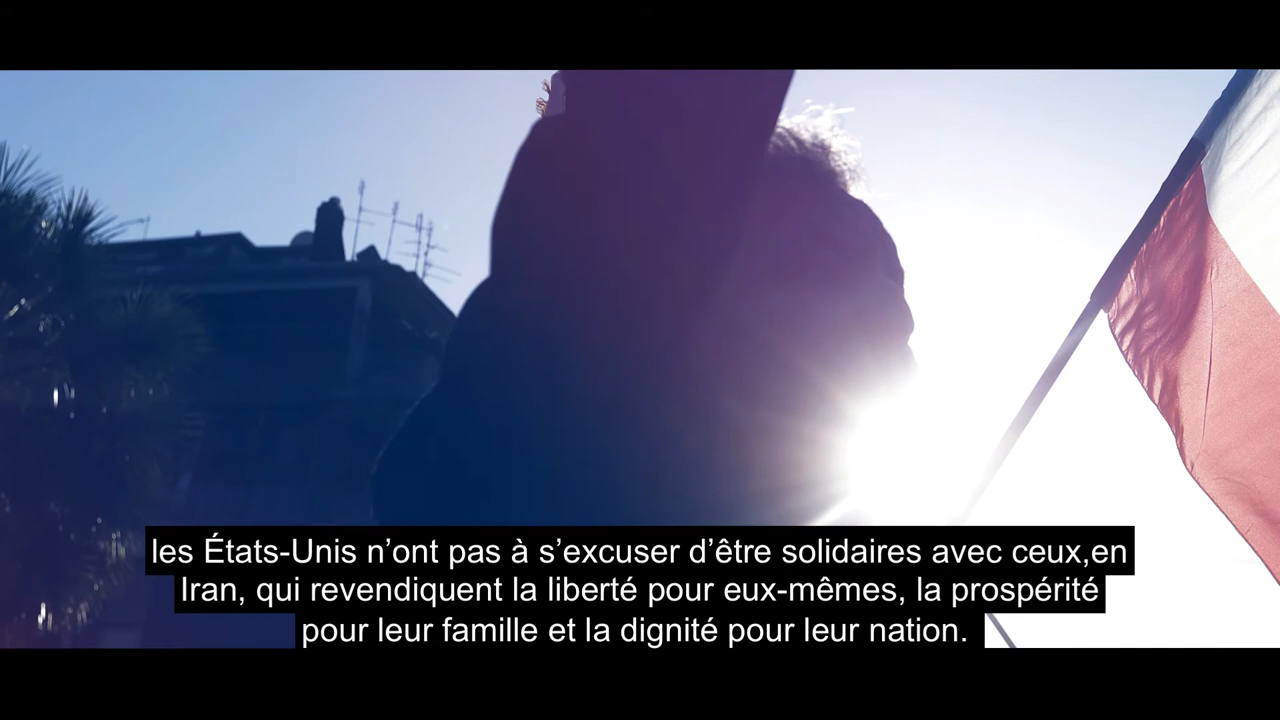 les États-Unis n’ont pas à s’excuser d’être solidaires avec ceux,en
Iran, qui revendiquent la liberté pour eux-mêmes, la prospérité
pour leur famille et la dignité pour leur nation.